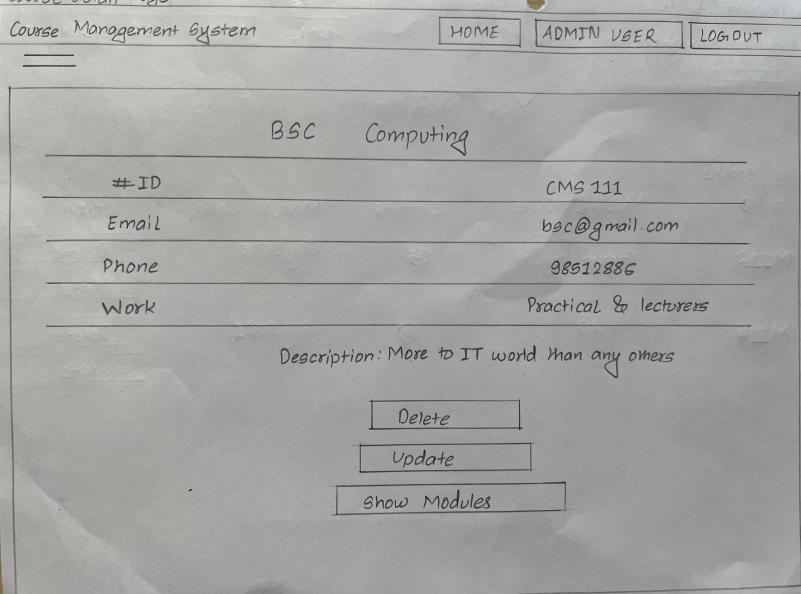 Course Management System HOME ADMIN USER LOGOUT
BSC Computing
#ID CMS 111
Email bsc@gmail.com
Phone 98512886
Work Practical & lecturers
Description: More to IT world than any others
Delete
Update
Show Modules